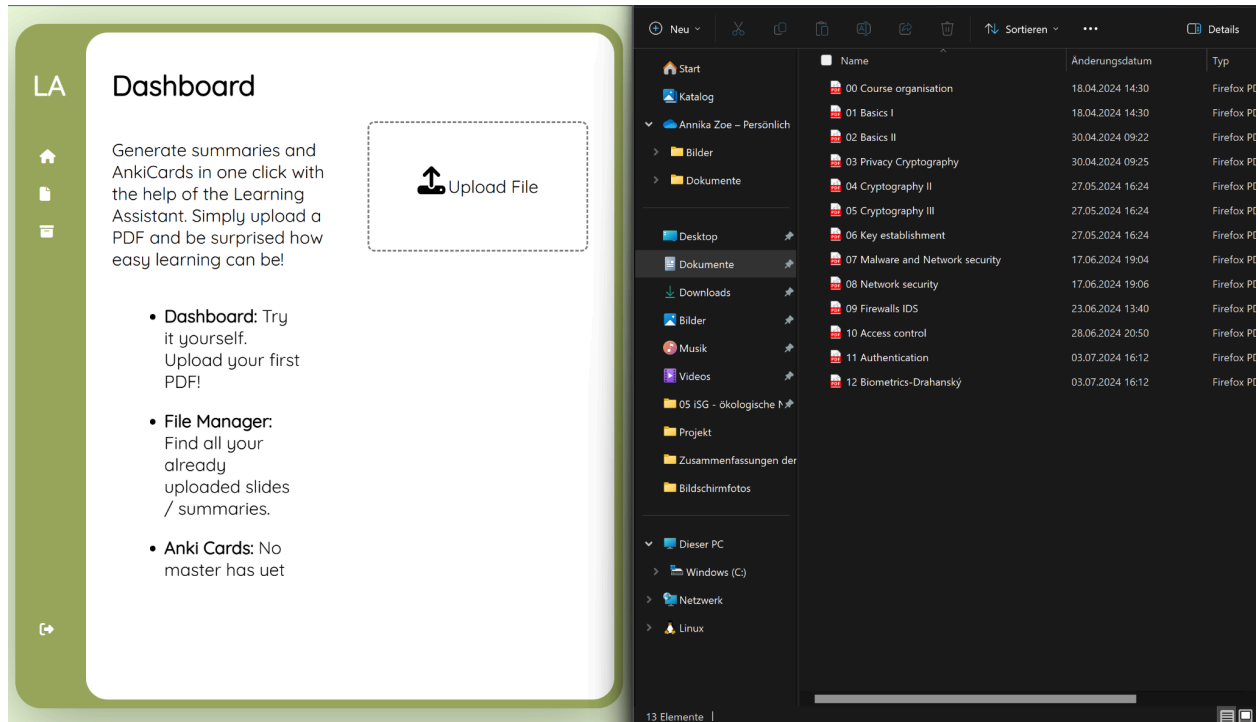 LA
Dashboard
Generate summaries and
AnkiCards in one click with
the help of the Learning
Assistant. Simply upload a
PDF and be surprised how
easy learning can be!
Upload File
• Dashboard: Try
it yourself.
Upload your first
PDF!
• File Manager:
Find all your
already
uploaded slides
/ summaries.
• Anki Cards: No
master has yet
Neu
Sortieren
Details
Start
Katalog
Annika Zoe – Persönlich
Bilder
Dokumente
Desktop
Dokumente
Downloads
Bilder
Musik
Videos
05 iSG - ökologische N
Projekt
Zusammenfassungen der
Bildschirmfotos
Dieser PC
Windows (C:)
Netzwerk
Linux
Name Änderungsdatum Typ
00 Course organisation 18.04.2024 14:30 Firefox PD
01 Basics I 18.04.2024 14:30 Firefox PD
02 Basics II 30.04.2024 09:22 Firefox PD
03 Privacy Cryptography 30.04.2024 09:25 Firefox PD
04 Cryptography II 27.05.2024 16:24 Firefox PD
05 Cryptography III 27.05.2024 16:24 Firefox PD
06 Key establishment 27.05.2024 16:24 Firefox PD
07 Malware and Network security 17.06.2024 19:04 Firefox PD
08 Network security 17.06.2024 19:06 Firefox PD
09 Firewalls IDS 23.06.2024 13:40 Firefox PD
10 Access control 28.06.2024 20:50 Firefox PD
11 Authentication 03.07.2024 16:12 Firefox PD
12 Biometrics-Drahanský 03.07.2024 16:12 Firefox PD
13 Elemente